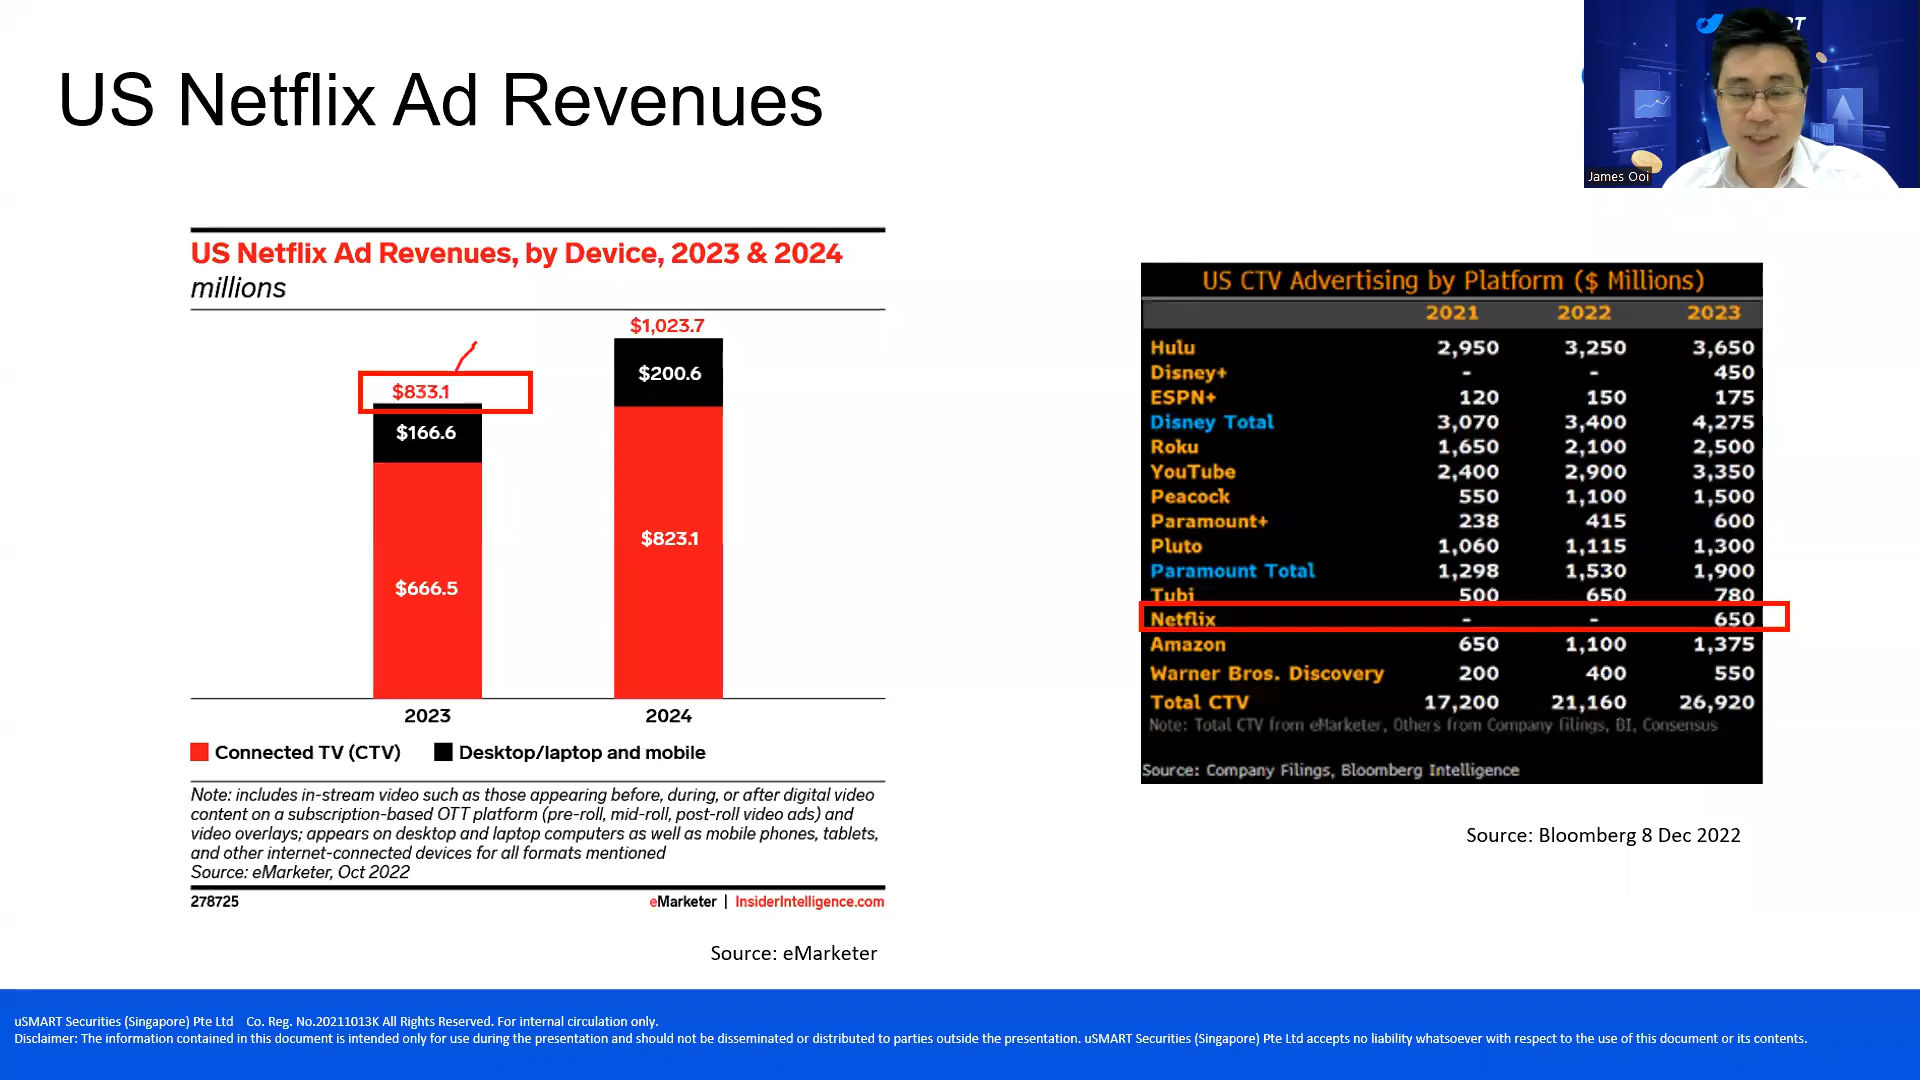 US Netflix Ad Revenues
RT
James Ooi
US Netflix Ad Revenues, by Device, 2023 & 2024
millions
$833.1
$166.6
$666.5
$1,023.7
$200.6
$823.1
2023 2024
Connected TV (CTV) Desktop/laptop and mobile
Note: includes in-stream video such as those appearing before, during, or after digital video
content on a subscription-based OTT platform (pre-roll, mid-roll, post-roll video ads) and
video overlays; appears on desktop and laptop computers as well as mobile phones, tablets,
and other internet-connected devices for all formats mentioned
Source: eMarketer, Oct 2022
278725 eMarketer | InsiderIntelligence.com
Source: eMarketer
US CTV Advertising by Platform ($ Millions)
2021 2022 2023
Hulu 2,950 3,250 3,650
Disney+ - - 450
ESPN+ 120 150 175
Disney Total 3,070 3,400 4,275
Roku 1,650 2,100 2,500
YouTube 2,400 2,900 3,350
Peacock 550 1,100 1,500
Paramount+ 238 415 600
Pluto 1,060 1,115 1,300
Paramount Total 1,298 1,530 1,900
Tubi 500 650 780
Netflix - - 650
Amazon 650 1,100 1,375
Warner Bros. Discovery 200 400 550
Total CTV 17,200 21,160 26,920
Note: Total CTV from eMarketer, Others from Company filings, BI, Consensus
Source: Company Filings, Bloomberg Intelligence
Source: Bloomberg 8 Dec 2022
uSMART Securities (Singapore) Pte Ltd Co. Reg. No.20211013K All Rights Reserved. For internal circulation only.
Disclaimer: The information contained in this document is intended only for use during the presentation and should not be disseminated or distributed to parties outside the presentation. uSMART Securities (Singapore) Pte Ltd accepts no liability whatsoever with respect to the use of this document or its contents.